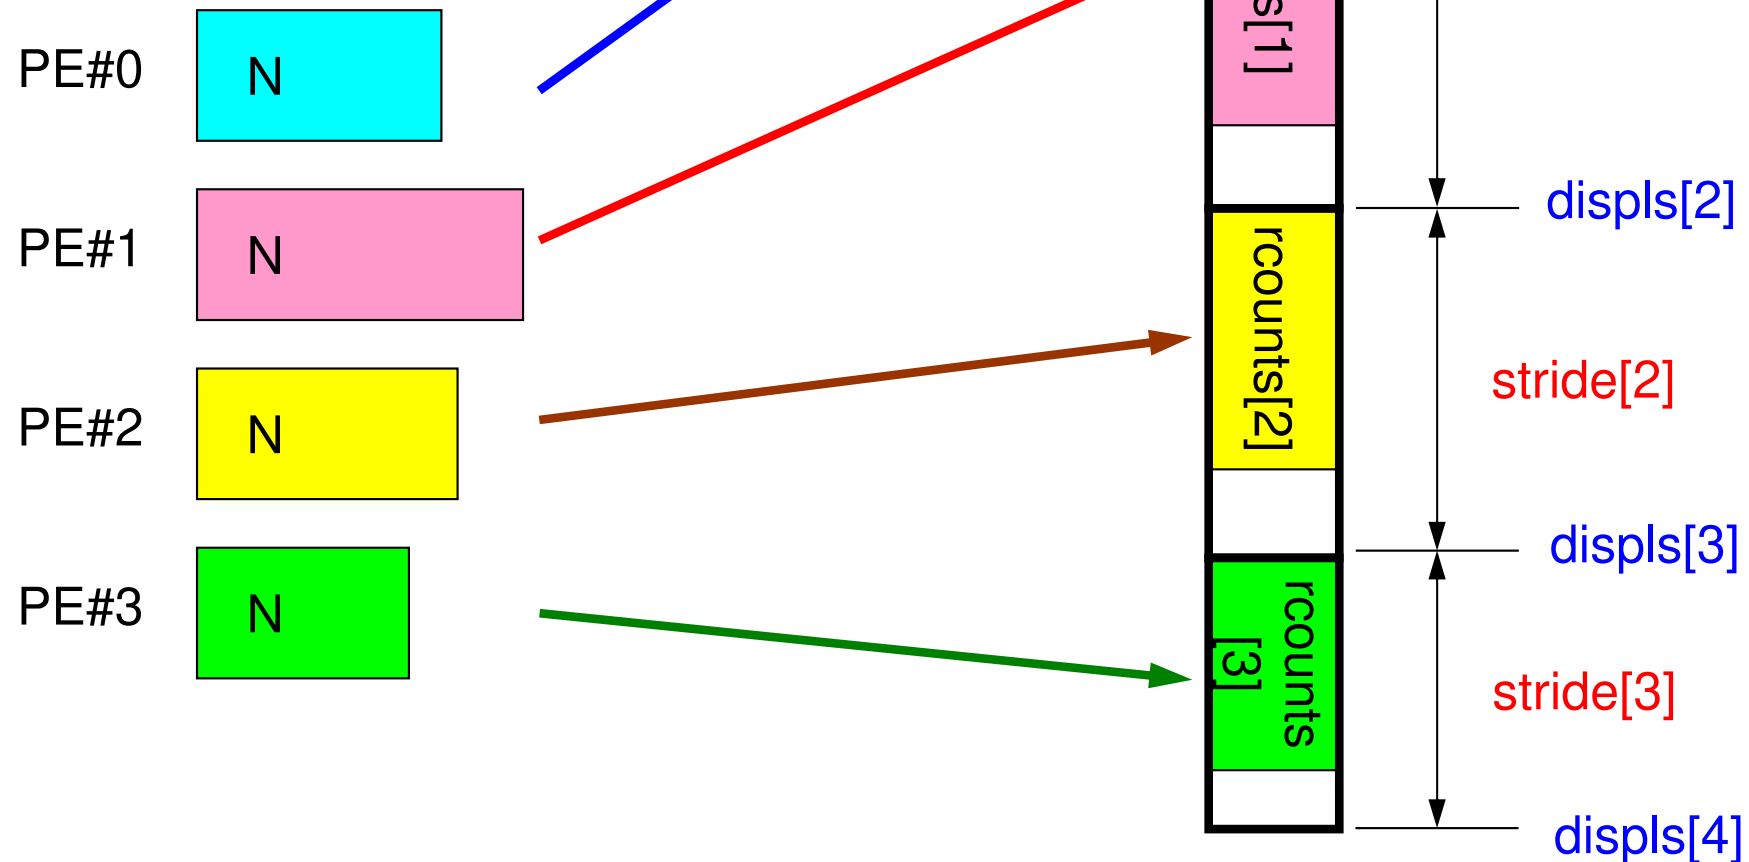 PE#0
N
s[1]
PE#1
N
displs[2]
rcounts[2]
stride[2]
PE#2
N
displs[3]
PE#3
N
rcounts
[3]
stride[3]
displs[4]